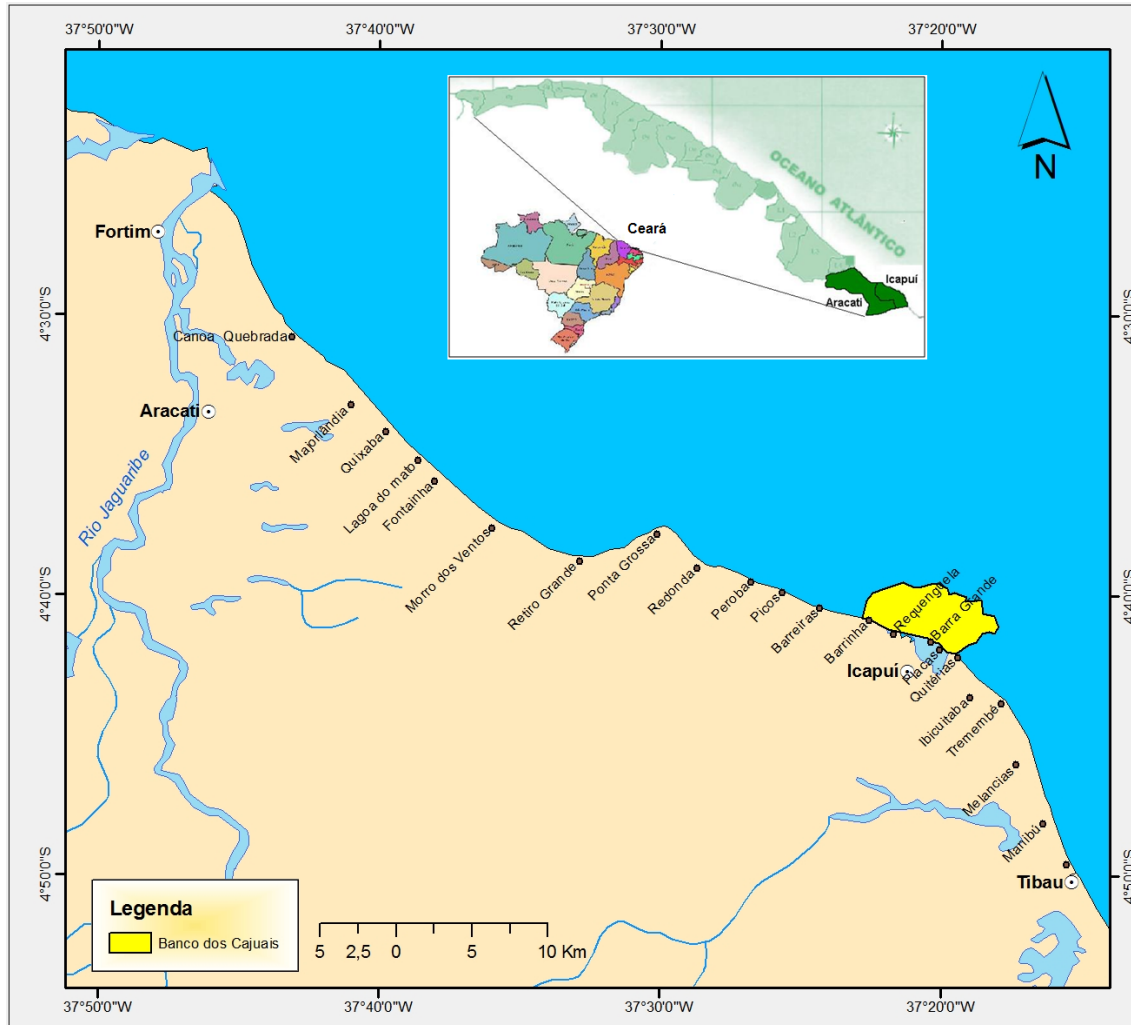 37°50'0"W
37°40'0"W
37°30'0"W
37°20'0"W
OCEANO ATLÂNTICO
Ceará
Icapuí
Aracati
N
Fortim
4°30'0"S
4°30'0"S
Canoa Quebrada
Aracati
Majorlândia
Quixaba
Lagoa do mato
Fontainha
Rio Jaguaribe
Morro dos Ventos
Retiro Grande
Ponta Grossa
Redonda
Peroba
Picos
Barreiras
Barrinha
Requenguela
Barra Grande
4°40'0"S
4°40'0"S
Icapuí
Placas
Quitérias
Ibicuitaba
Tremembé
Melancias
Manibú
Tibau
4°50'0"S
4°50'0"S
Legenda
Banco dos Cajuais
5 2,5 0 5 10 Km
37°50'0"W
37°40'0"W
37°30'0"W
37°20'0"W